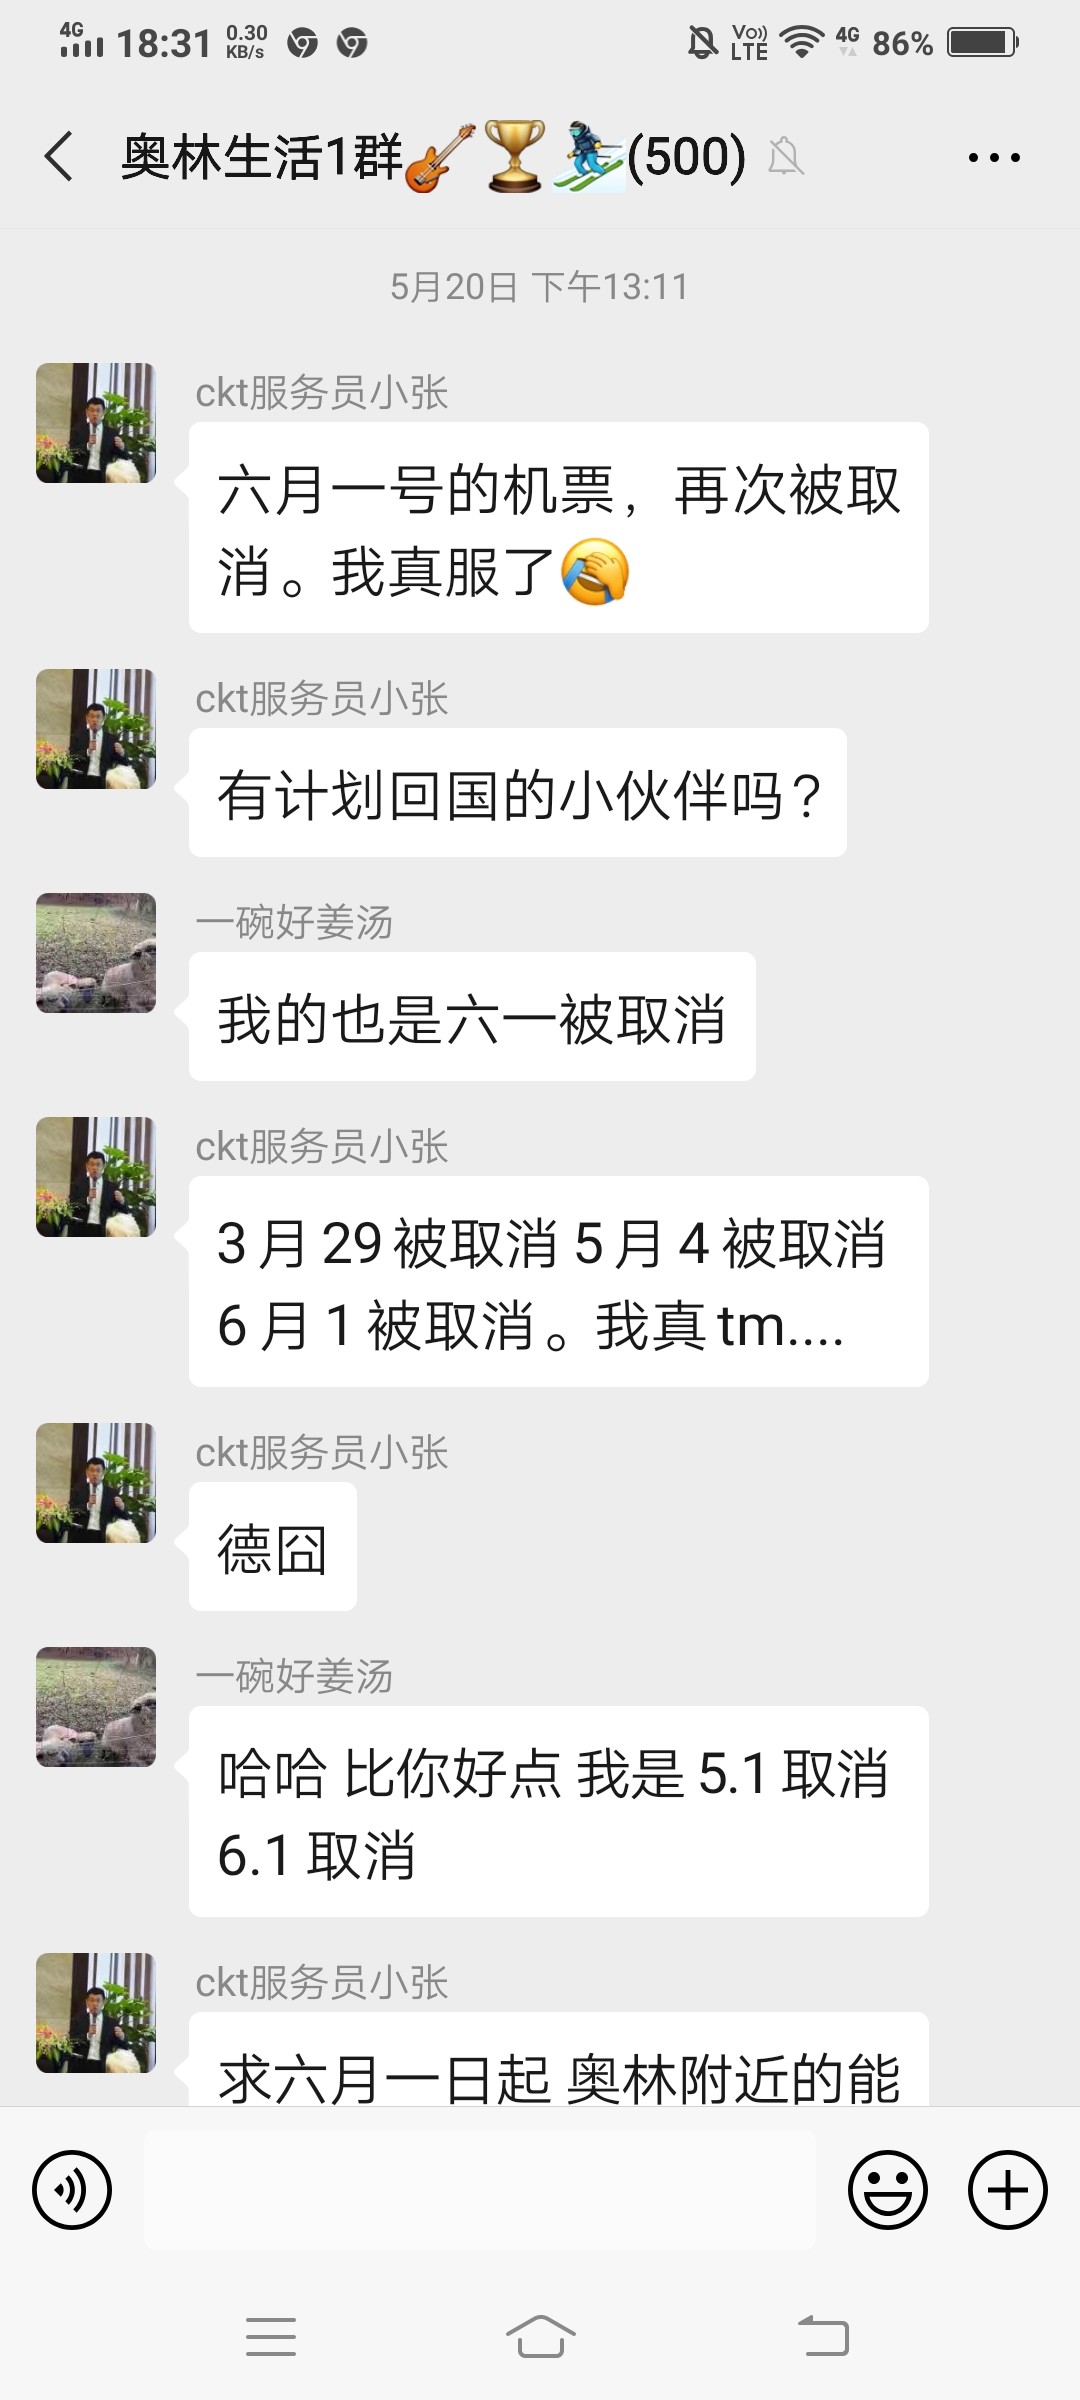 4G 18:31 0.30 KB/s Vo)) LTE 4G 86%
奥林生活1群🎸🏆⛷(500)
5月20日 下午13:11
ckt服务员小张
六月一号的机票，再次被取
消。我真服了
ckt服务员小张
有计划回国的小伙伴吗？
一碗好姜汤
我的也是六一被取消
ckt服务员小张
3月29被取消5月4被取消
6月1被取消。我真tm....
ckt服务员小张
德囧
一碗好姜汤
哈哈 比你好点 我是5.1取消
6.1取消
ckt服务员小张
求六月一日起 奥林附近的能